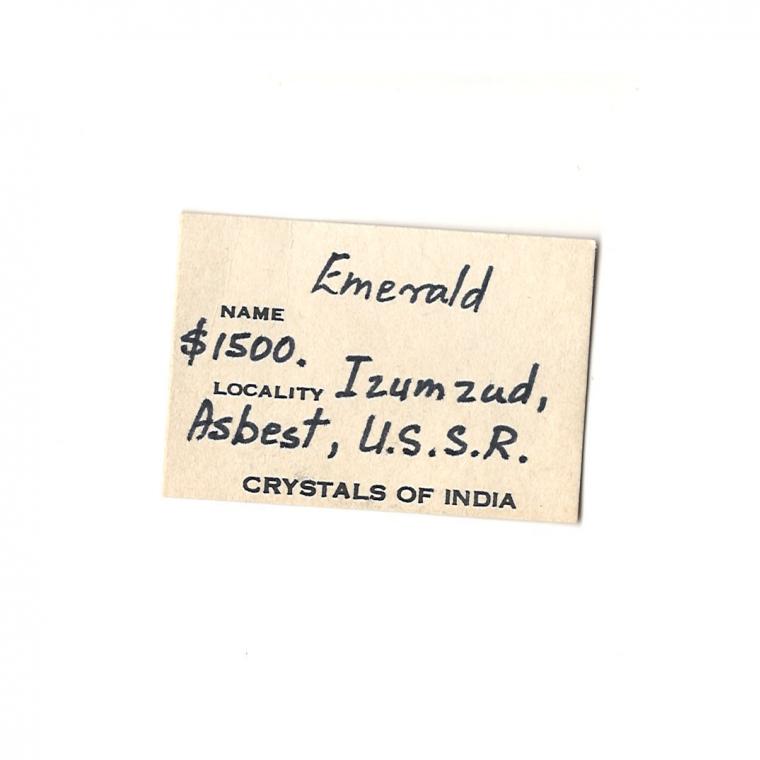 Emerald
NAME
$1500.
LOCALITY Izumzud,
Asbest, U.S.S.R.
CRYSTALS OF INDIA